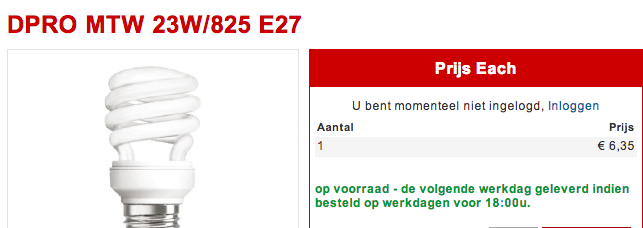 DPRO MTW 23W/825 E27
Prijs Each
U bent momenteel niet ingelogd, Inloggen
Aantal Prijs
1 € 6,35
op voorraad - de volgende werkdag geleverd indien
besteld op werkdagen voor 18:00u.